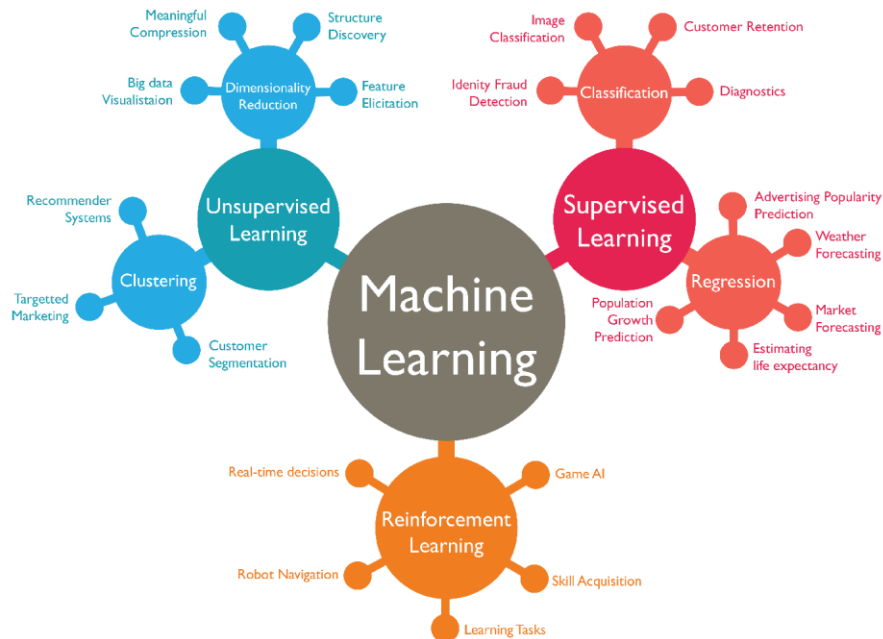 Meaningful
Compression
Structure
Discovery
Big data
Visualistaion
Dimensionality
Reduction
Feature
Elicitation
Unsupervised
Learning
Recommender
Systems
Clustering
Targetted
Marketing
Customer
Segmentation
Machine
Learning
Image
Classification
Customer Retention
Idenity Fraud
Detection
Classification
Diagnostics
Supervised
Learning
Advertising Popularity
Prediction
Weather
Forecasting
Regression
Population
Growth
Prediction
Market
Forecasting
Estimating
life expectancy
Real-time decisions
Game AI
Reinforcement
Learning
Robot Navigation
Skill Acquisition
Learning Tasks